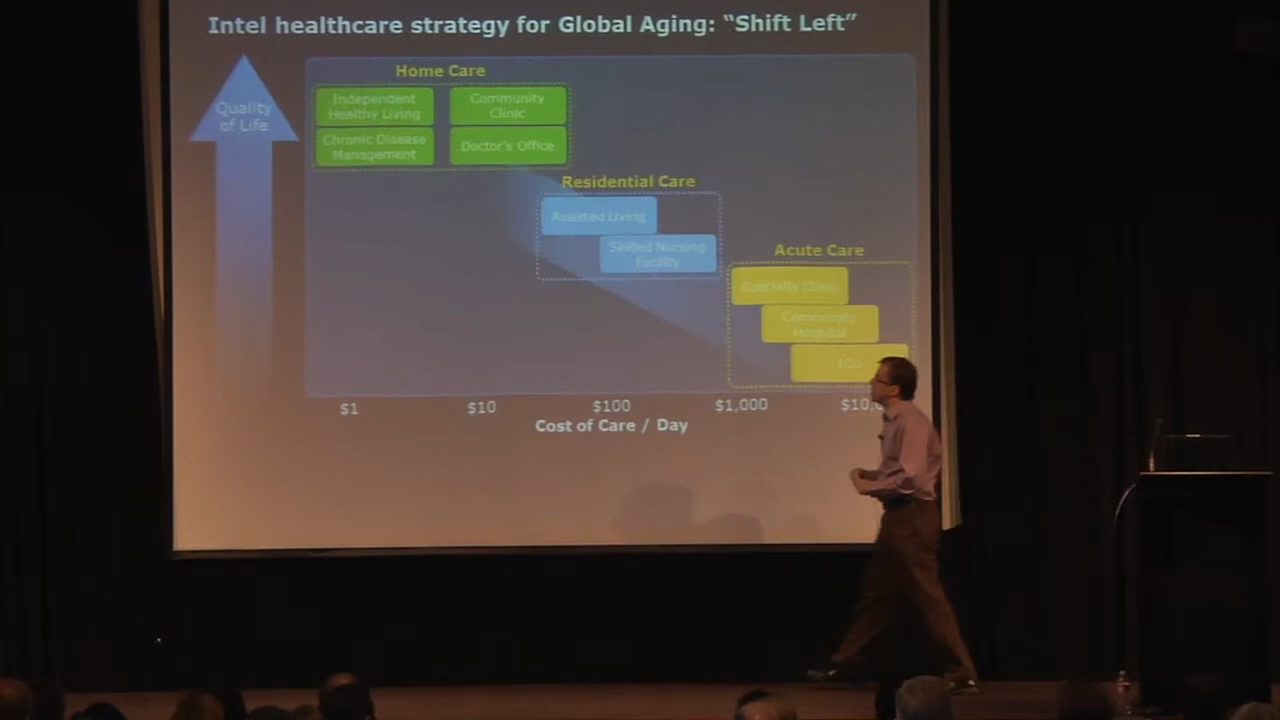 Intel healthcare strategy for Global Aging: “Shift Left”
Quality
of Life
Home Care
Independent
Healthy Living
Community
Clinic
Chronic Disease
Management
Doctor's Office
Residential Care
Assisted Living
Skilled Nursing
Facility
Acute Care
Specialty Clinic
Community
Hospital
ICU
$1
$10
$100
$1,000
$10,0
Cost of Care / Day